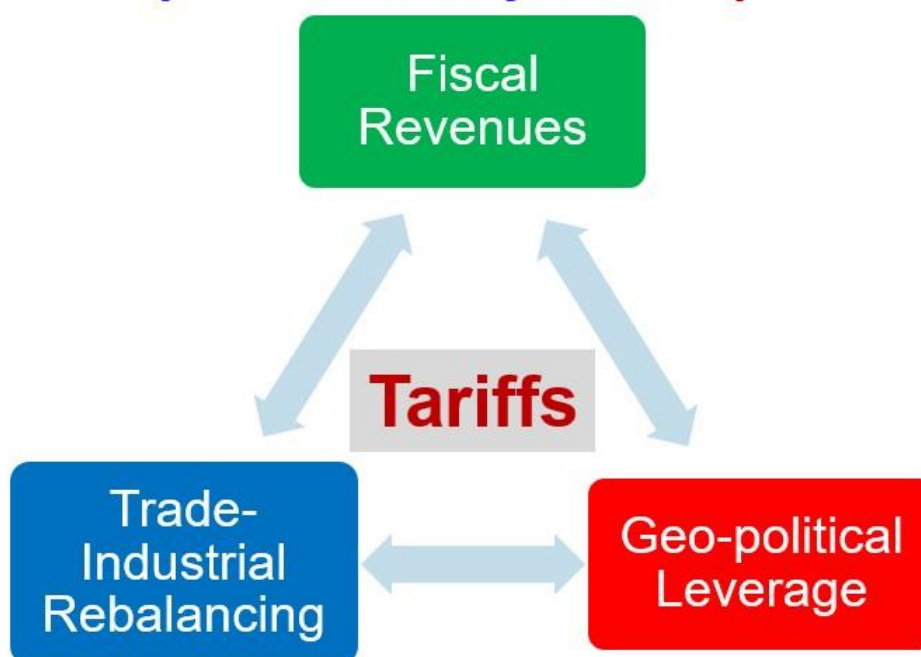 Fiscal
Revenues
Tariffs
Trade-
Industrial
Rebalancing
Geo-political
Leverage